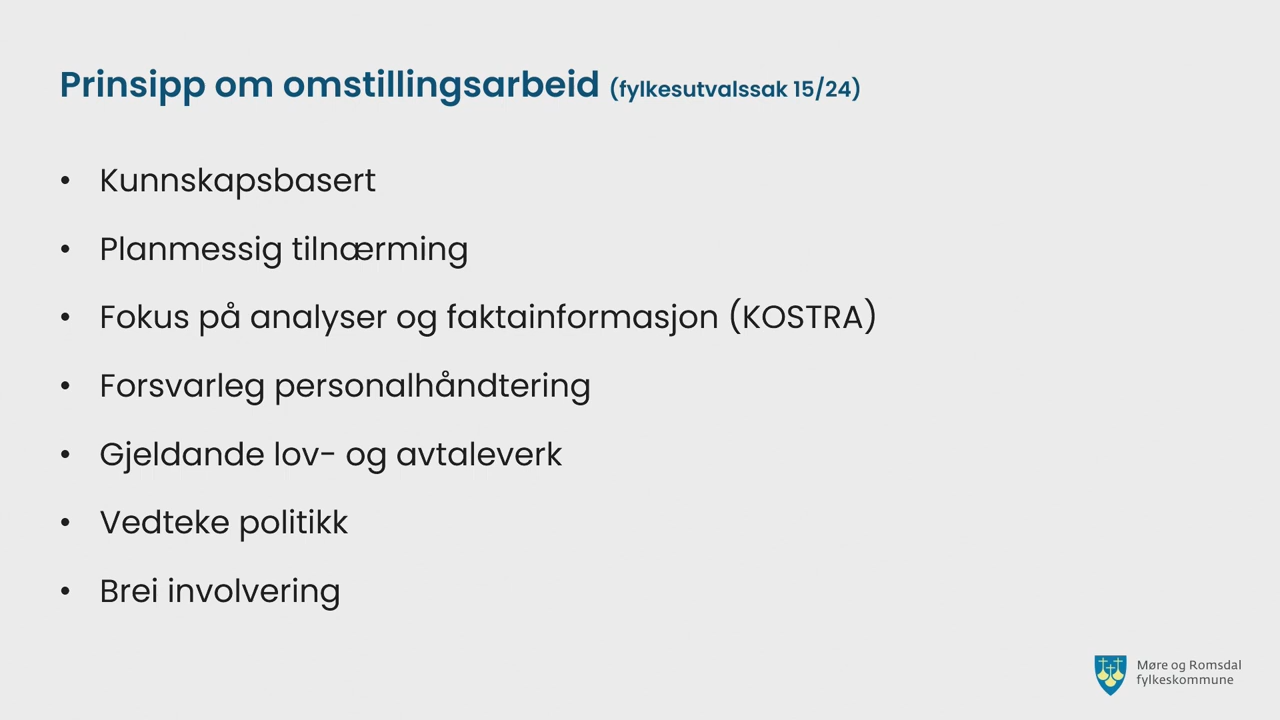 Prinsipp om omstillingsarbeid (fylkesutvalssak 15/24)
• Kunnskapsbasert
• Planmessig tilnærming
• Fokus på analyser og faktainformasjon (KOSTRA)
• Forsvarleg personalhåndtering
• Gjeldande lov- og avtaleverk
• Vedteke politikk
• Brei involvering
Møre og Romsdal
fylkeskommune